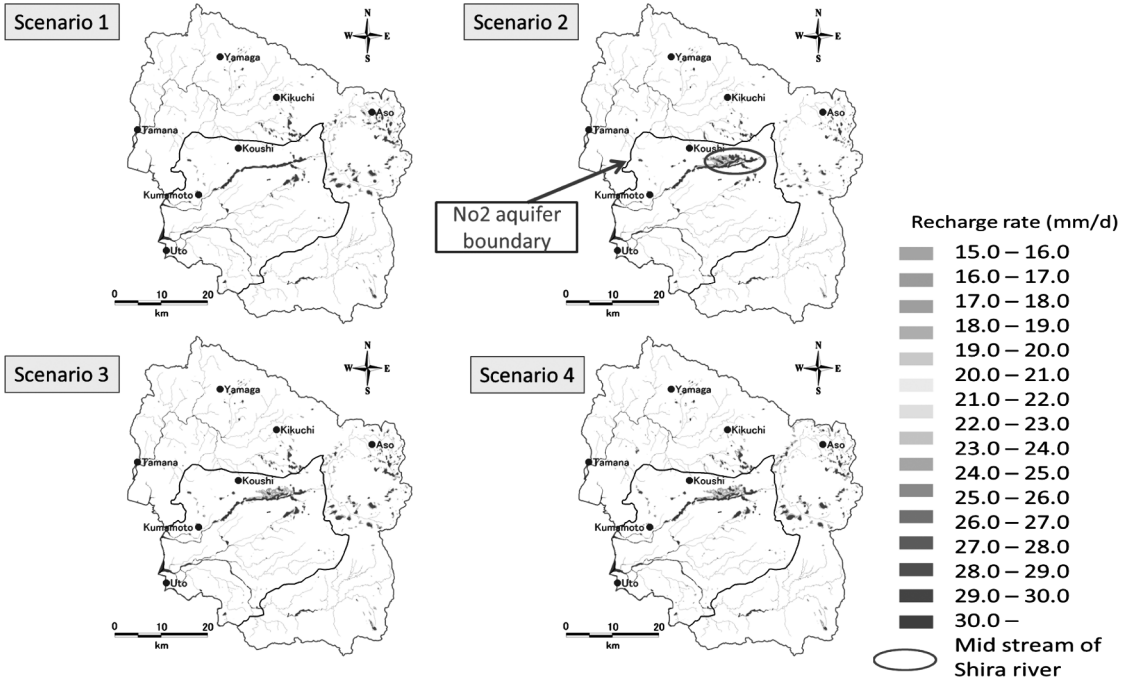 Scenario 1
N
W E
S
Yamaga
Kikuchi
Aso
Tamana
Koushi
Kumamoto
Uto
0 10 20
km
Scenario 2
N
W E
S
Yamaga
Kikuchi
Aso
Tamana
Koushi
Kumamoto
No2 aquifer
boundary
Uto
0 10 20
km
Scenario 3
N
W E
S
Yamaga
Kikuchi
Aso
Tamana
Koushi
Kumamoto
Uto
0 10 20
km
Scenario 4
N
W E
S
Yamaga
Kikuchi
Aso
Tamana
Koushi
Kumamoto
Uto
0 10 20
km
Recharge rate (mm/d)
15.0 – 16.0
16.0 – 17.0
17.0 – 18.0
18.0 – 19.0
19.0 – 20.0
20.0 – 21.0
21.0 – 22.0
22.0 – 23.0
23.0 – 24.0
24.0 – 25.0
25.0 – 26.0
26.0 – 27.0
27.0 – 28.0
28.0 – 29.0
29.0 – 30.0
30.0 –
Mid stream of
Shira river